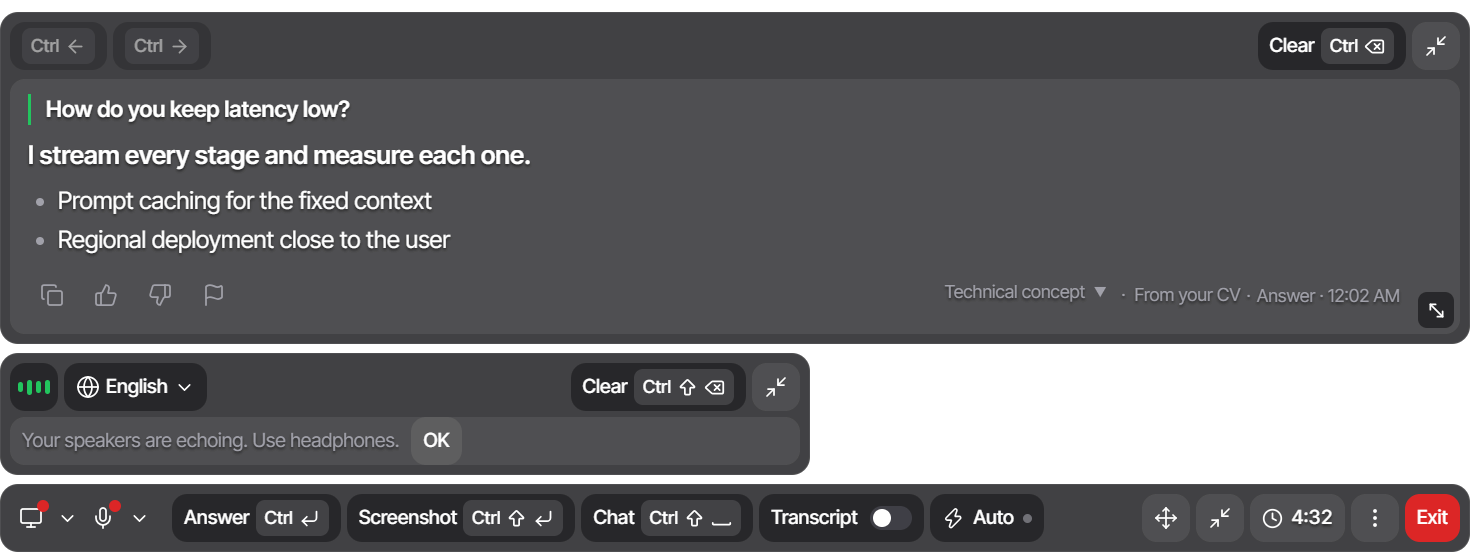 Ctrl ← Ctrl → Clear Ctrl ⌫
How do you keep latency low?
I stream every stage and measure each one.
• Prompt caching for the fixed context
• Regional deployment close to the user
Technical concept ▼ · From your CV · Answer · 12:02 AM
English Clear Ctrl ⇧ ⌫
Your speakers are echoing. Use headphones. OK
Answer Ctrl ↵ Screenshot Ctrl ⇧ ↵ Chat Ctrl ⇧ ⎵ Transcript Auto 4:32 Exit